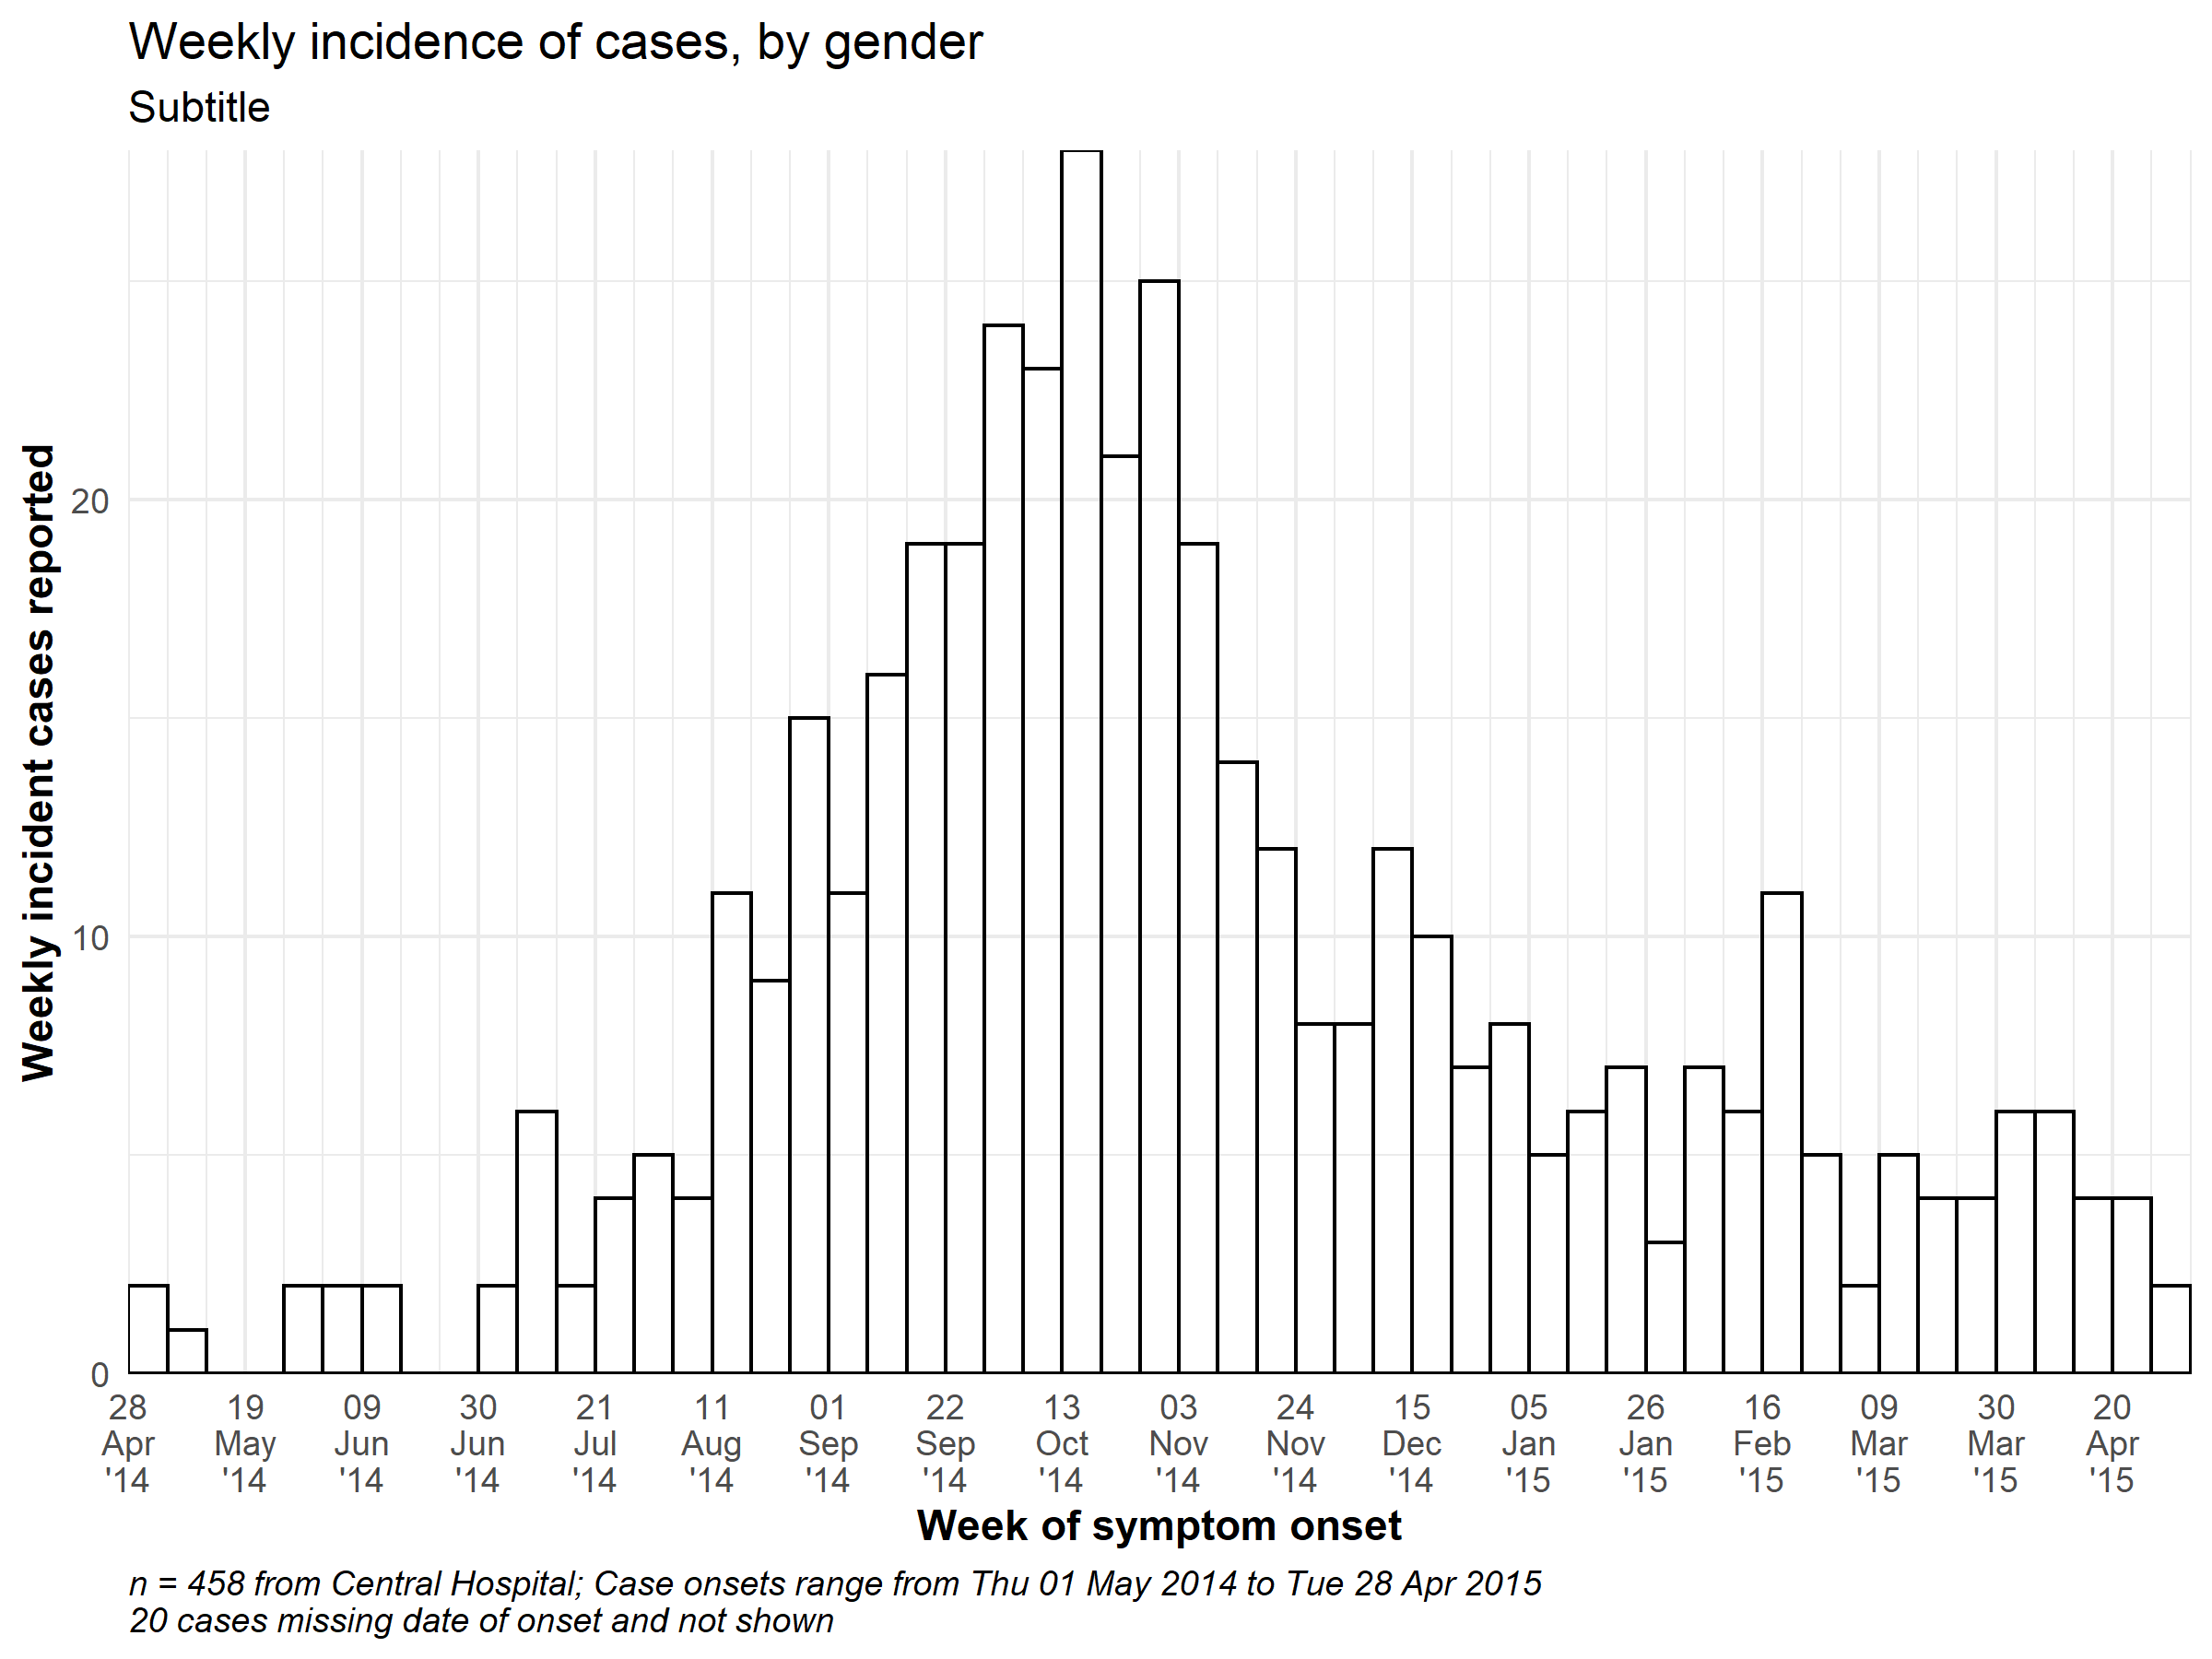 Weekly incidence of cases, by gender
Subtitle
Weekly incident cases reported
20
10
0
28 19 09 30 21 11 01 22 13 03 24 15 05 26 16 09 30 20
Apr May Jun Jun Jul Aug Sep Sep Oct Nov Nov Dec Jan Jan Feb Mar Mar Apr
'14 '14 '14 '14 '14 '14 '14 '14 '14 '14 '14 '14 '15 '15 '15 '15 '15 '15
Week of symptom onset
n = 458 from Central Hospital; Case onsets range from Thu 01 May 2014 to Tue 28 Apr 2015
20 cases missing date of onset and not shown